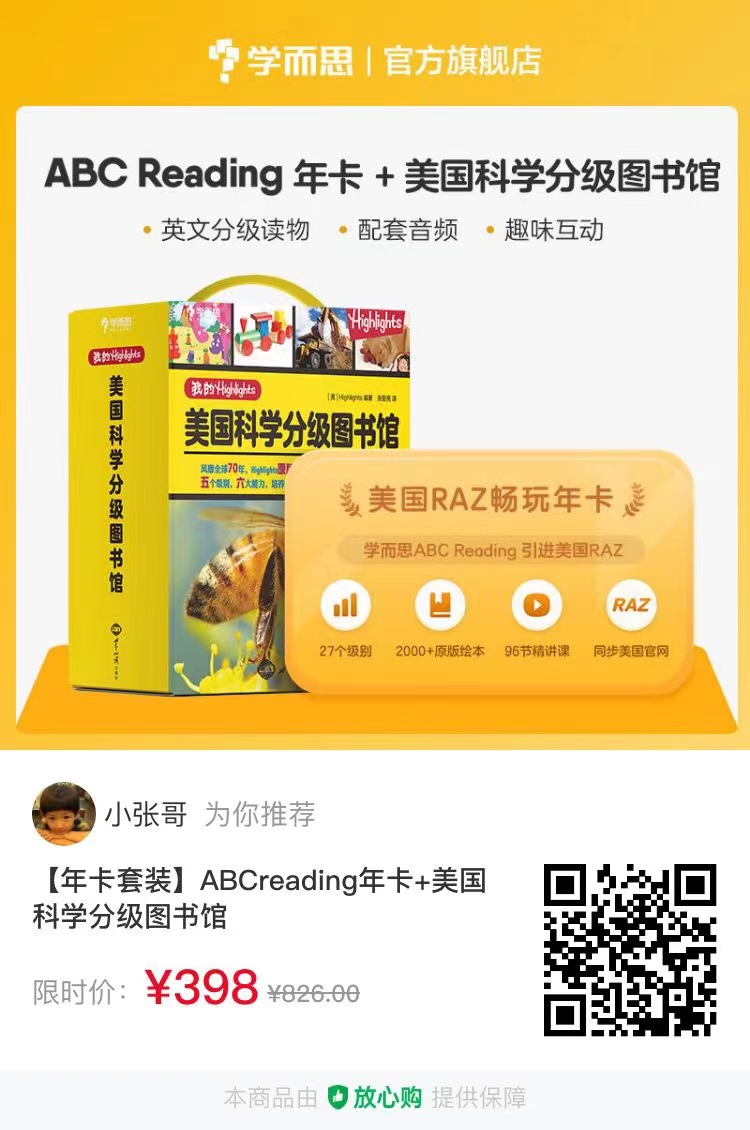 学而思 | 官方旗舰店
ABC Reading 年卡 + 美国科学分级图书馆
• 英文分级读物 • 配套音频 • 趣味互动
学而思
我的Highlights
美国科学分级图书馆
学而思
Highlights
我的Highlights
[美]Highlights 编著
美国科学分级图书馆
风靡全球70年，Highlights
五个级别，六大能力，培养
美国RAZ畅玩年卡
学而思ABC Reading 引进美国RAZ
RAZ
27个级别 2000+原版绘本 96节精讲课 同步美国官网
小张哥 为你推荐
【年卡套装】ABCreading年卡+美国
科学分级图书馆
限时价： ¥398 ¥826.00
本商品由 放心购 提供保障